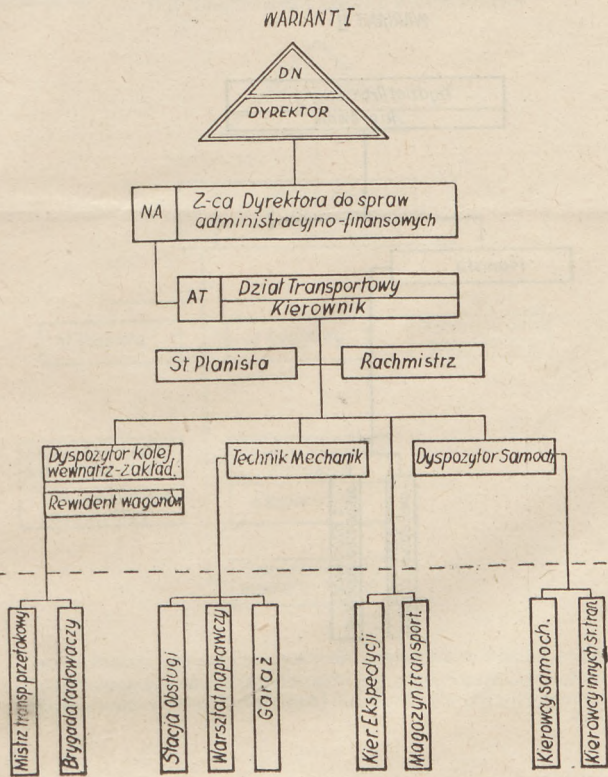 WARIANT I
DN
DYREKTOR
NA
Z-ca Dyrektora do spraw
administracyjno-finansowych
AT
Dział Transportowy
Kierownik
St Planista
Rachmistrz
Dyspozytor kolej.
wewnatrz-zakład.
Rewident wagonów
Technik Mechanik
Dyspozytor Samoch
Mistrz transp. przetokowy
Brygada ładowaczy
Stacja Obsługi
Warsztat naprawczy
Garaż
Kier. Ekspedycji
Magazyn transport.
Kierowcy samoch.
Kierowcy innych śr. tran